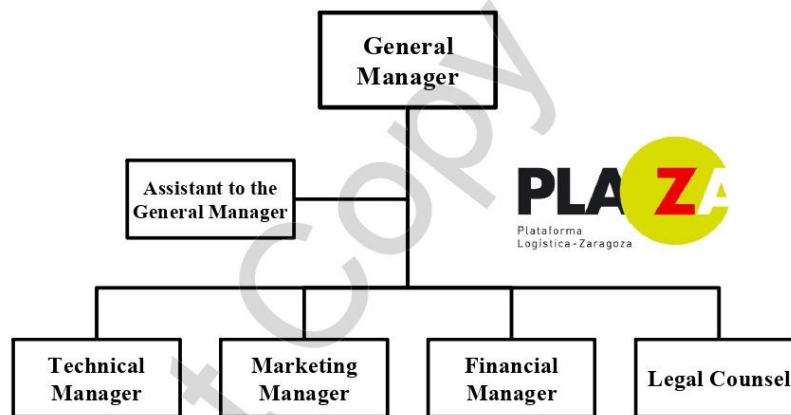 General
Manager
Assistant to the
General Manager
PLAZA
Plataforma
Logística-Zaragoza
Technical
Manager
Marketing
Manager
Financial
Manager
Legal Counsel
Copy